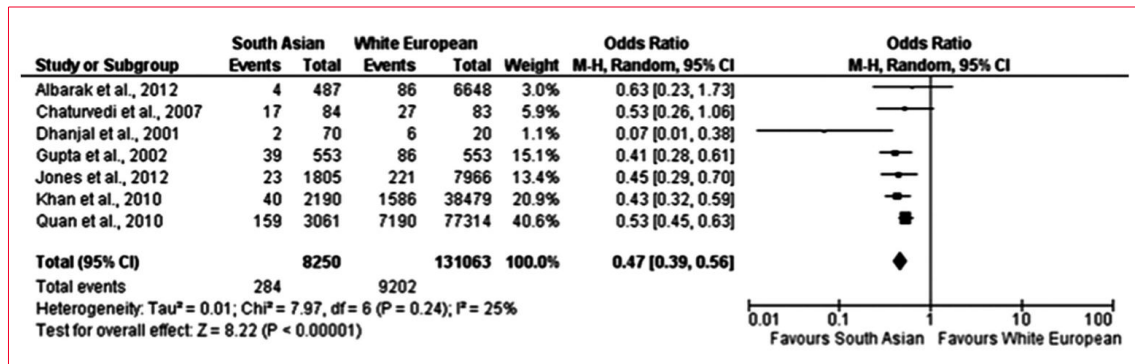 South Asian White European Odds Ratio Odds Ratio
Study or Subgroup Events Total Events Total Weight M-H, Random, 95% CI M-H, Random, 95% CI
Albarak et al., 2012 4 487 86 6648 3.0% 0.63 [0.23, 1.73]
Chaturvedi et al., 2007 17 84 27 83 5.9% 0.53 [0.26, 1.06]
Dhanjal et al., 2001 2 70 6 20 1.1% 0.07 [0.01, 0.38]
Gupta et al., 2002 39 553 86 553 15.1% 0.41 [0.28, 0.61]
Jones et al., 2012 23 1805 221 7966 13.4% 0.45 [0.29, 0.70]
Khan et al., 2010 40 2190 1586 38479 20.9% 0.43 [0.32, 0.59]
Quan et al., 2010 159 3061 7190 77314 40.6% 0.53 [0.45, 0.63]
Total (95% CI) 8250 131063 100.0% 0.47 [0.39, 0.56]
Total events 284 9202
Heterogeneity: Tau² = 0.01; Chi² = 7.97, df = 6 (P = 0.24); I² = 25%
Test for overall effect: Z = 8.22 (P < 0.00001)
0.01 0.1 1 10 100
Favours South Asian Favours White European